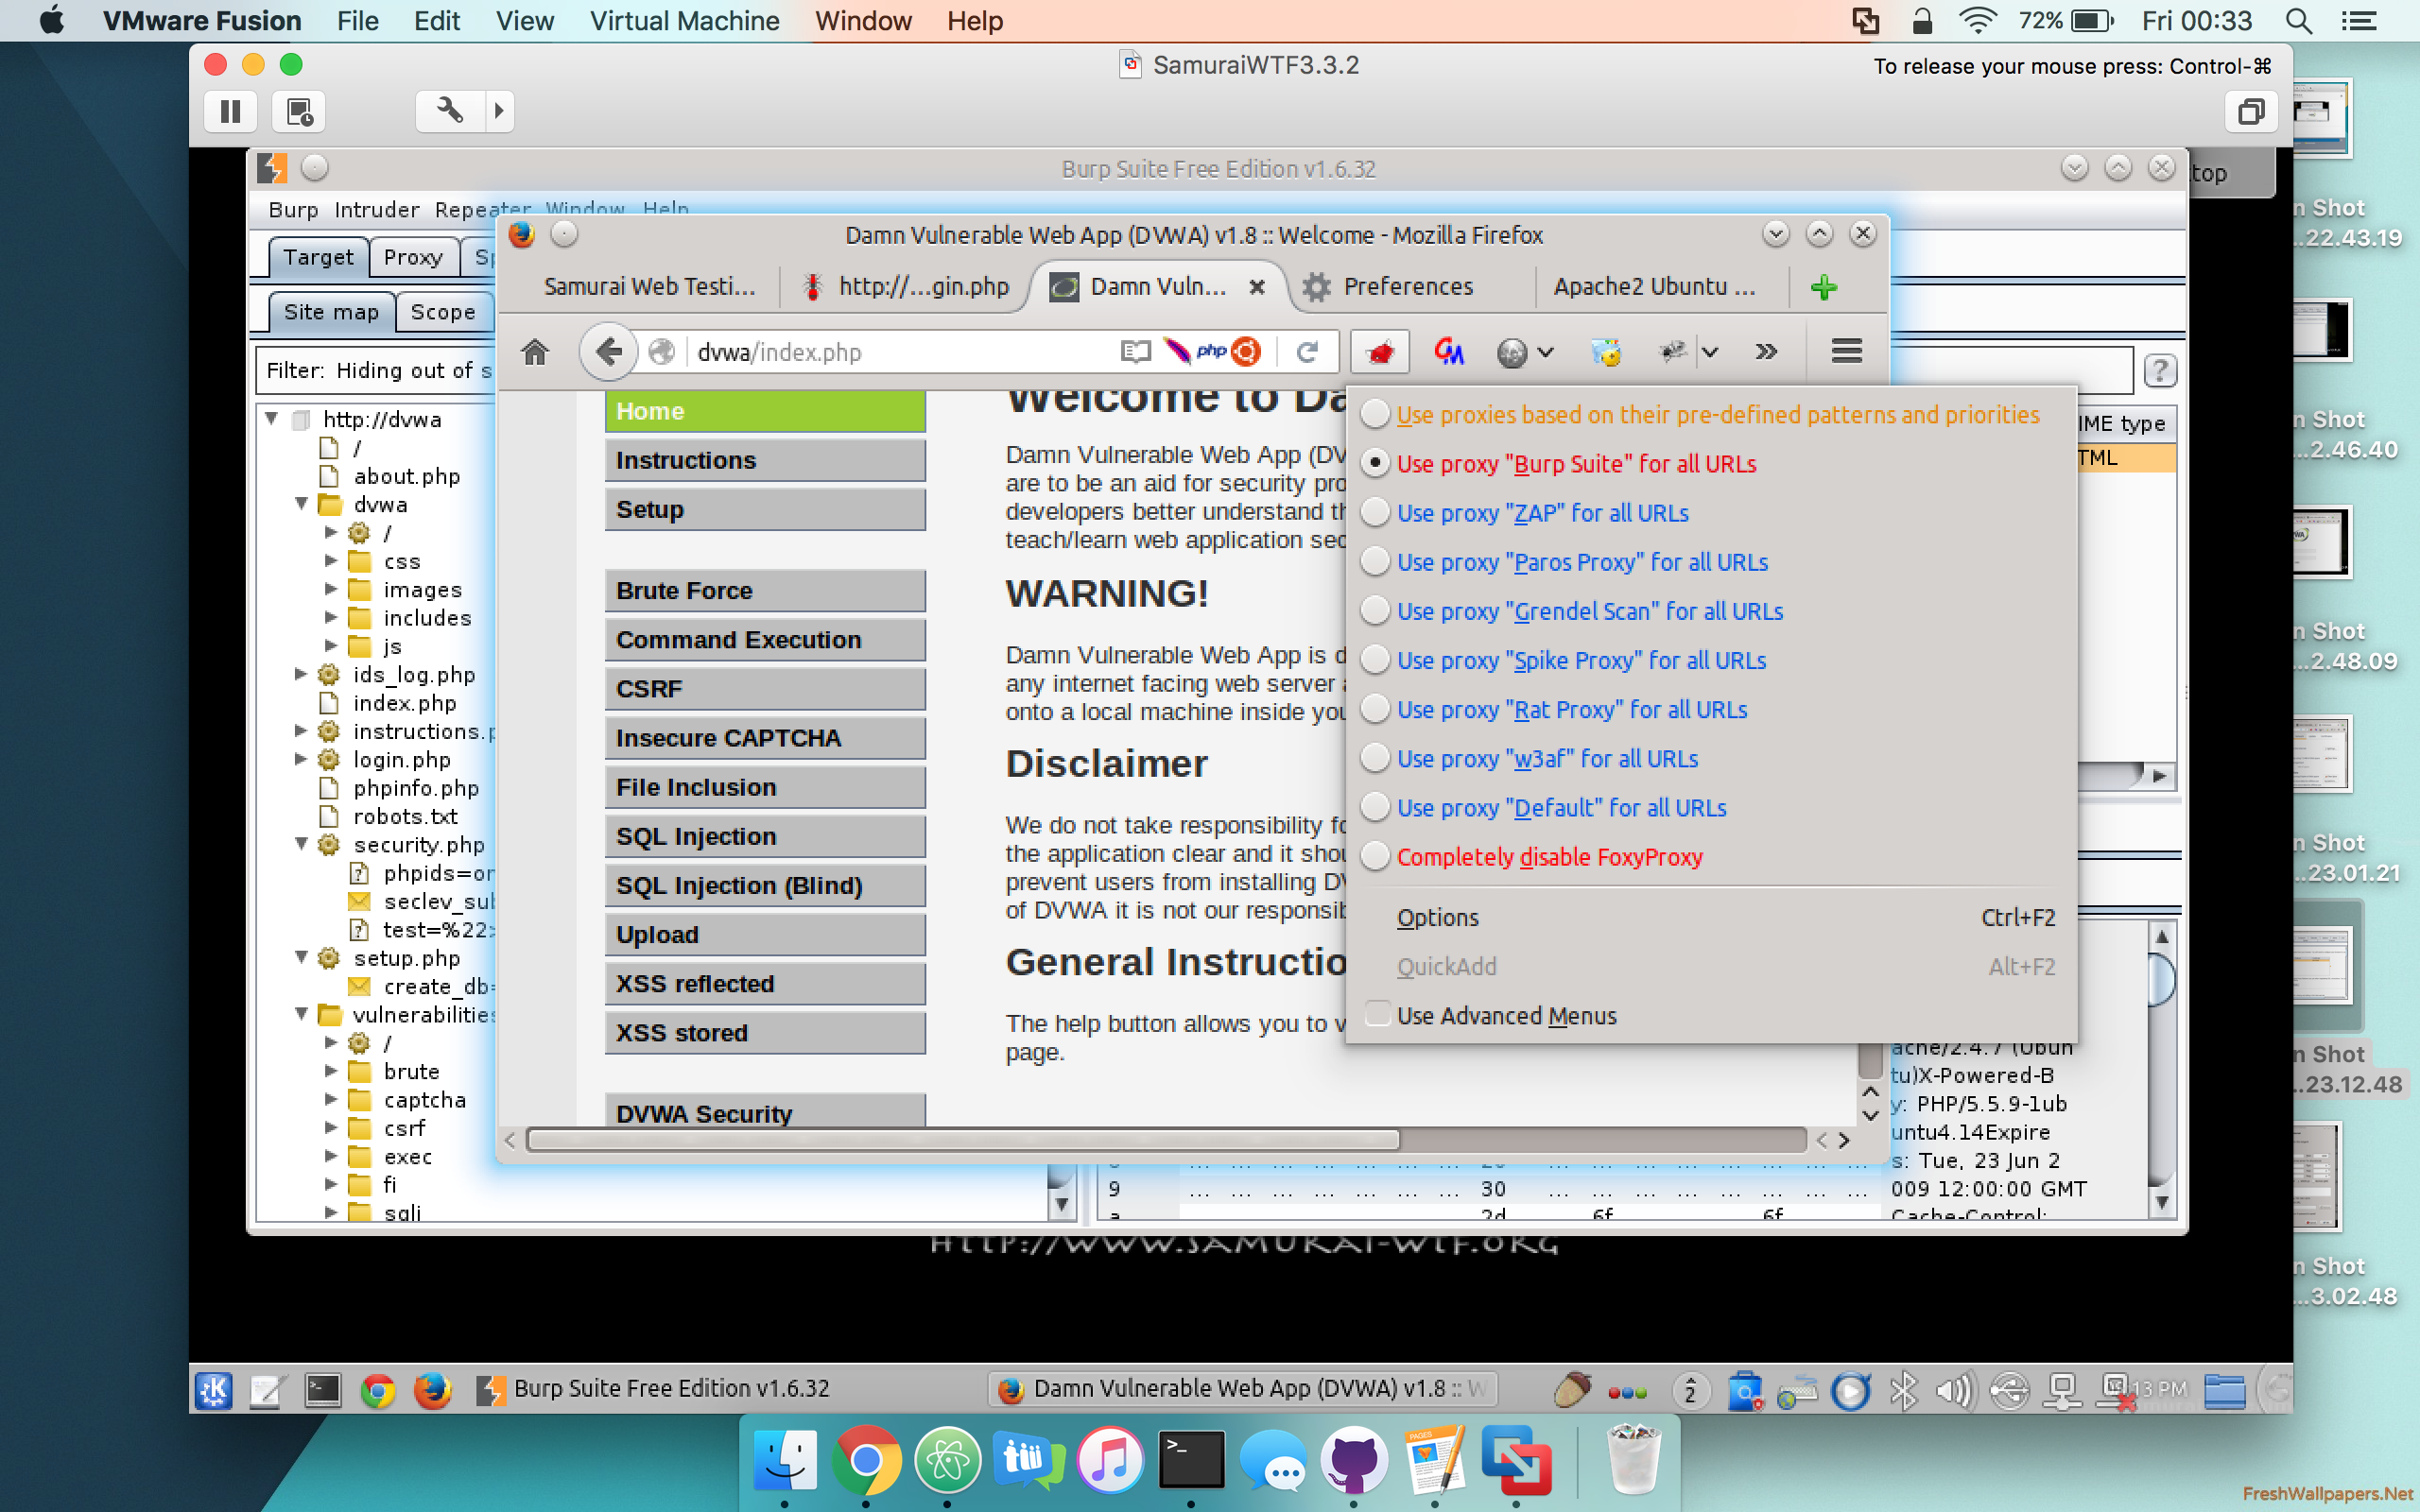 VMware Fusion File Edit View Virtual Machine Window Help 72% Fri 00:33
SamuraiWTF3.3.2 To release your mouse press: Control-⌘
Burp Suite Free Edition v1.6.32
top
Burp Intruder Repeater Window Help
Target Proxy
Site map Scope
Filter: Hiding out of s
?
http://dvwa
/
about.php
dvwa
/
css
images
includes
js
ids_log.php
index.php
instructions.p
login.php
phpinfo.php
robots.txt
security.php
phpids=on
seclev_sub
test=%22>
setup.php
create_db=
vulnerabilities
/
brute
captcha
csrf
exec
fi
sqli
Damn Vulnerable Web App (DVWA) v1.8 :: Welcome - Mozilla Firefox
Samurai Web Testi... http://...gin.php Damn Vuln... Preferences Apache2 Ubuntu ...
dvwa/index.php php
Home
Instructions
Setup
Brute Force
Command Execution
CSRF
Insecure CAPTCHA
File Inclusion
SQL Injection
SQL Injection (Blind)
Upload
XSS reflected
XSS stored
DVWA Security
Welcome to Da
Damn Vulnerable Web App (DV
are to be an aid for security pro
developers better understand th
teach/learn web application sec
WARNING!
Damn Vulnerable Web App is d
any internet facing web server a
onto a local machine inside you
Disclaimer
We do not take responsibility fo
the application clear and it shou
prevent users from installing DV
of DVWA it is not our responsib
General Instructio
The help button allows you to v
page.
Use proxies based on their pre-defined patterns and priorities
Use proxy "Burp Suite" for all URLs
Use proxy "ZAP" for all URLs
Use proxy "Paros Proxy" for all URLs
Use proxy "Grendel Scan" for all URLs
Use proxy "Spike Proxy" for all URLs
Use proxy "Rat Proxy" for all URLs
Use proxy "w3af" for all URLs
Use proxy "Default" for all URLs
Completely disable FoxyProxy
Options Ctrl+F2
QuickAdd Alt+F2
Use Advanced Menus
IME type
TML
ache/2.4.7 (Ubun
tu)X-Powered-B
y: PHP/5.5.9-1ub
untu4.14Expire
s: Tue, 23 Jun 2
009 12:00:00 GMT
Cache-Control:
9 ... ... ... ... ... ... ... 30 ... ... ... ... ... ... ... ...
a 2d 6f 6f
HTTP://WWW.SAMURAI-WTF.ORG
Burp Suite Free Edition v1.6.32 Damn Vulnerable Web App (DVWA) v1.8 :: W 2 13 PM
n Shot
...22.43.19
n Shot
...2.46.40
n Shot
...2.48.09
n Shot
...23.01.21
n Shot
...23.12.48
n Shot
...3.02.48
PAGES
FreshWallpapers.Net